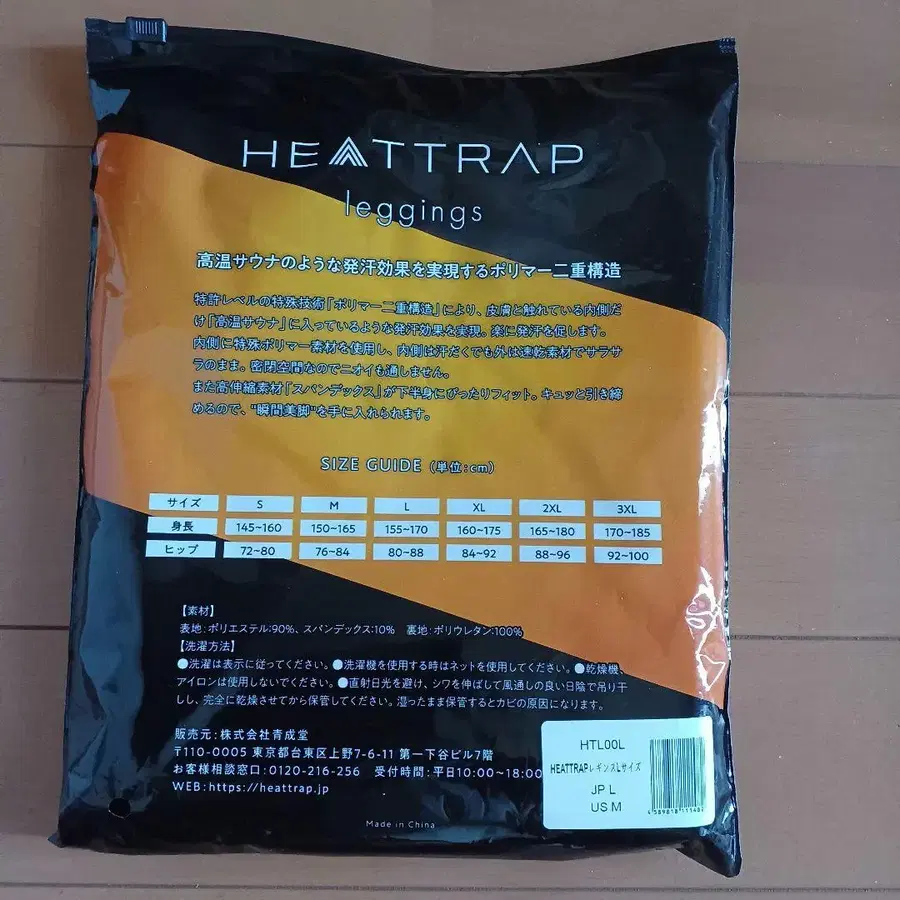 HEATTRAP
leggings
高温サウナのような発汗効果を実現するポリマー二重構造
特許レベルの特殊技術「ポリマー二重構造」により、皮膚と触れている内側だ
け「高温サウナ」に入っているような発汗効果を実現。楽に発汗を促します。
内側に特殊ポリマー素材を使用し、内側は汗だくでも外は速乾素材でサラサ
ラのまま。密閉空間なのでニオイも通しません。
また高伸縮素材「スパンデックス」が下半身にぴったりフィット。キュッと引き締
めるので、"瞬間美脚"を手に入れられます。
SIZE GUIDE（単位:cm）
サイズ S M L XL 2XL 3XL
身長 145~160 150~165 155~170 160~175 165~180 170~185
ヒップ 72~80 76~84 80~88 84~92 88~96 92~100
【素材】
表地:ポリエステル:90%、スパンデックス:10% 裏地:ポリウレタン:100%
【洗濯方法】
●洗濯は表示に従ってください。●洗濯機を使用する時はネットを使用してください。●乾燥機、
アイロンは使用しないでください。●直射日光を避け、シワを伸ばして風通しの良い日陰で吊り干
しし、完全に乾燥させてから保管してください。湿ったまま保管するとカビの原因になります。
販売元:株式会社青成堂
〒110-0005 東京都台東区上野7-6-11 第一下谷ビル7階
お客様相談窓口:0120-216-256 受付時間:平日10:00~18:00
WEB:https://heattrap.jp
Made in China
HTL00L
HEATTRAPレギンスLサイズ
JP L
US M